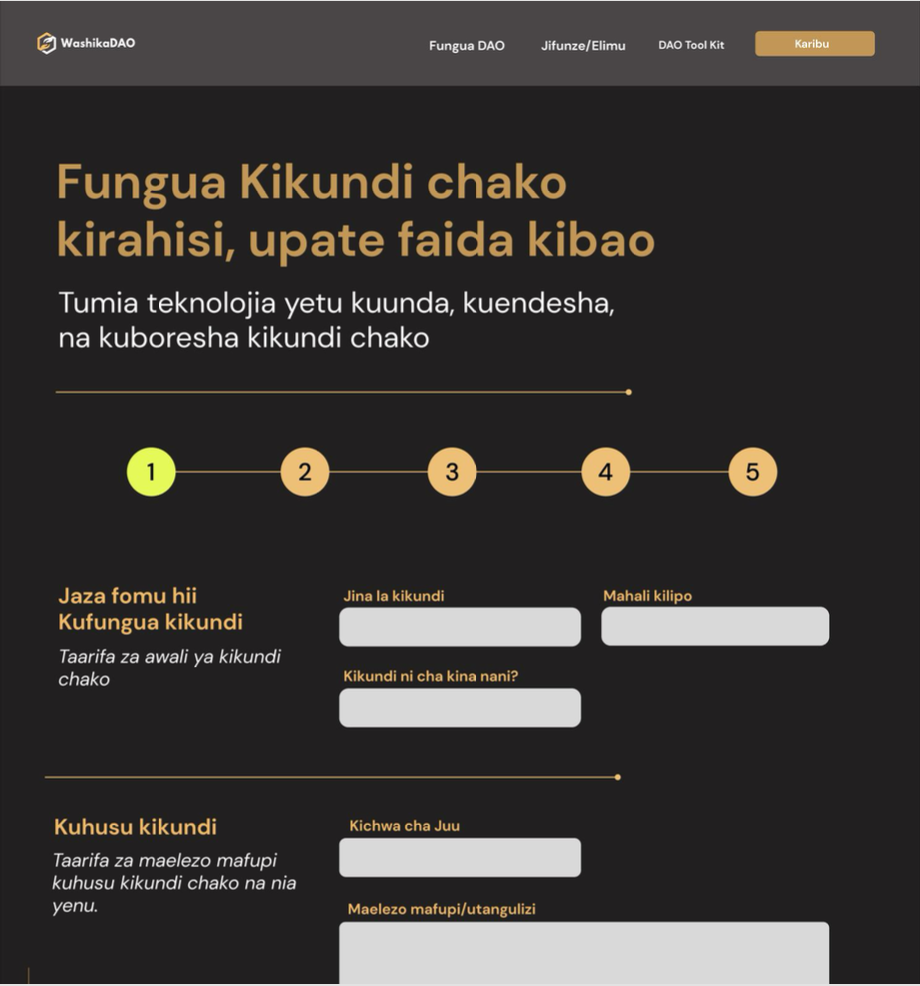 WashikaDAO
Fungua DAO
Jifunze/Elimu
DAO Tool Kit
Karibu
Fungua Kikundi chako
kirahisi, upate faida kibao
Tumia teknolojia yetu kuunda, kuendesha,
na kuboresha kikundi chako
1
2
3
4
5
Jaza fomu hii
Kufungua kikundi
Taarifa za awali ya kikundi
chako
Jina la kikundi
Mahali kilipo
Kikundi ni cha kina nani?
Kuhusu kikundi
Taarifa za maelezo mafupi
kuhusu kikundi chako na nia
yenu.
Kichwa cha Juu
Maelezo mafupi/utangulizi